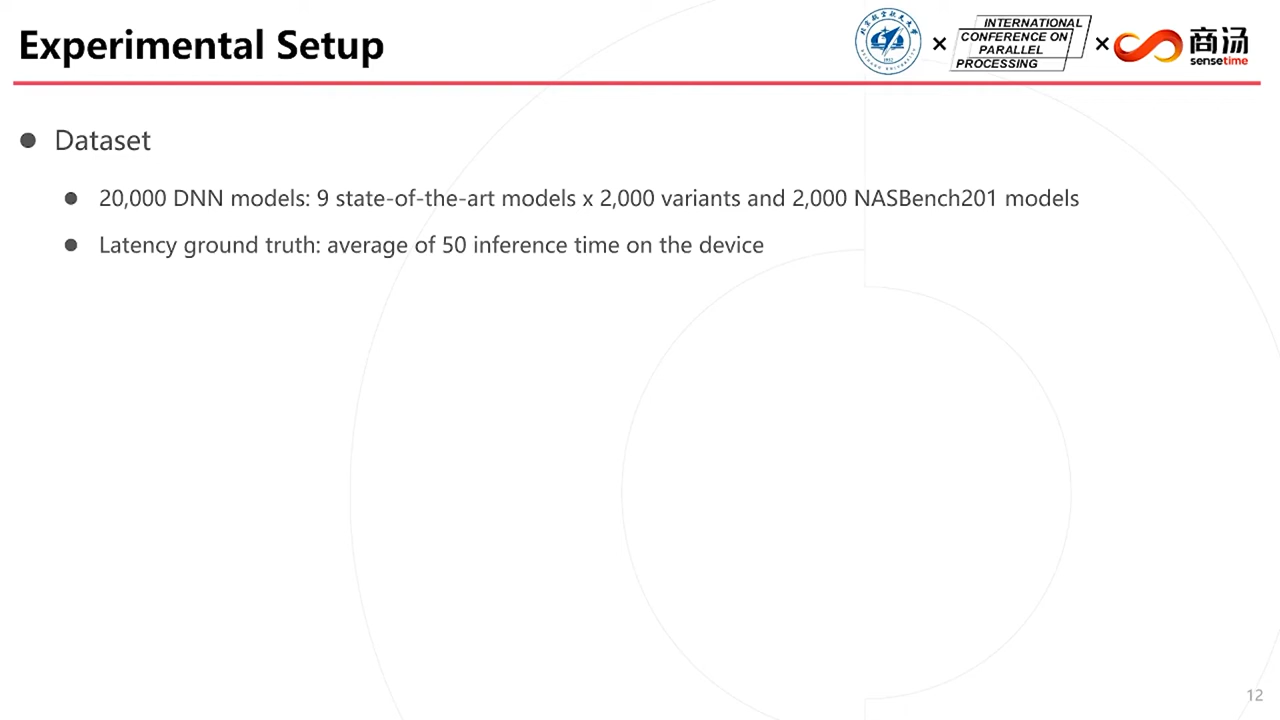 Experimental Setup
×
INTERNATIONAL
CONFERENCE ON
PARALLEL
PROCESSING
×
商汤
sensetime
Dataset
20,000 DNN models: 9 state-of-the-art models x 2,000 variants and 2,000 NASBench201 models
Latency ground truth: average of 50 inference time on the device
12